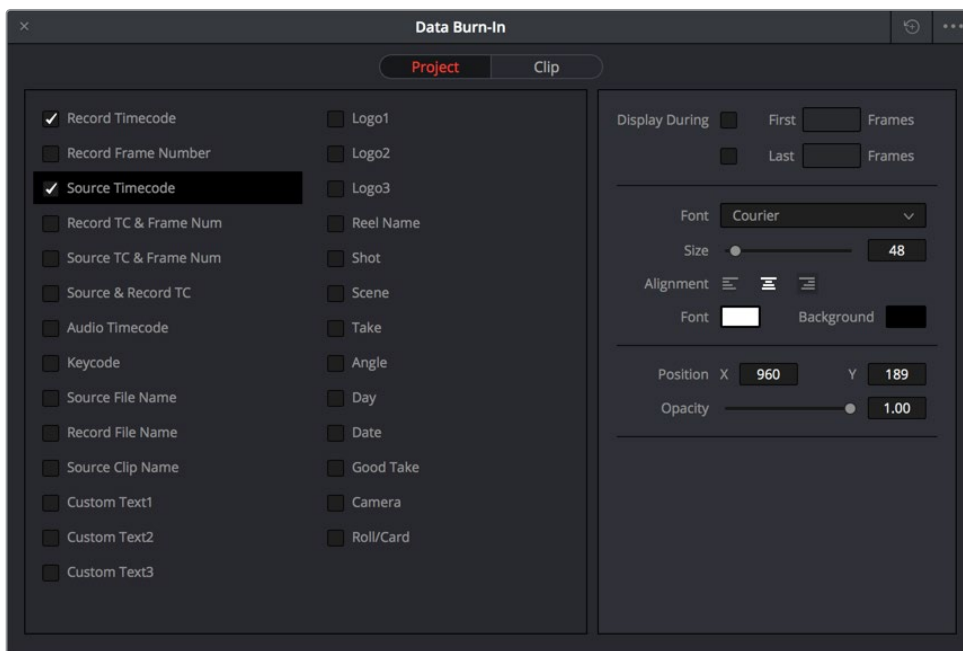 Data Burn-In
Project Clip
Record Timecode
Record Frame Number
Source Timecode
Record TC & Frame Num
Source TC & Frame Num
Source & Record TC
Audio Timecode
Keycode
Source File Name
Record File Name
Source Clip Name
Custom Text1
Custom Text2
Custom Text3
Logo1
Logo2
Logo3
Reel Name
Shot
Scene
Take
Angle
Day
Date
Good Take
Camera
Roll/Card
Display During First Frames
Last Frames
Font Courier
Size 48
Alignment
Font Background
Position X 960 Y 189
Opacity 1.00